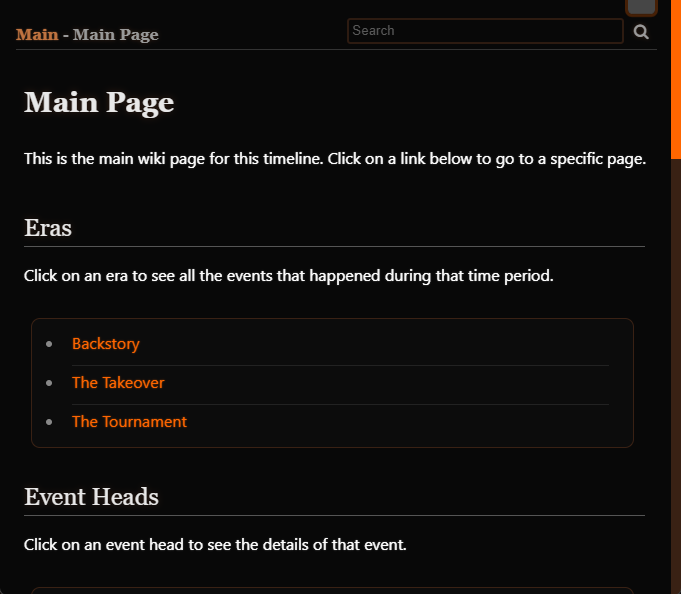 Main - Main Page
Search
Main Page
This is the main wiki page for this timeline. Click on a link below to go to a specific page.
Eras
Click on an era to see all the events that happened during that time period.
Backstory
The Takeover
The Tournament
Event Heads
Click on an event head to see the details of that event.